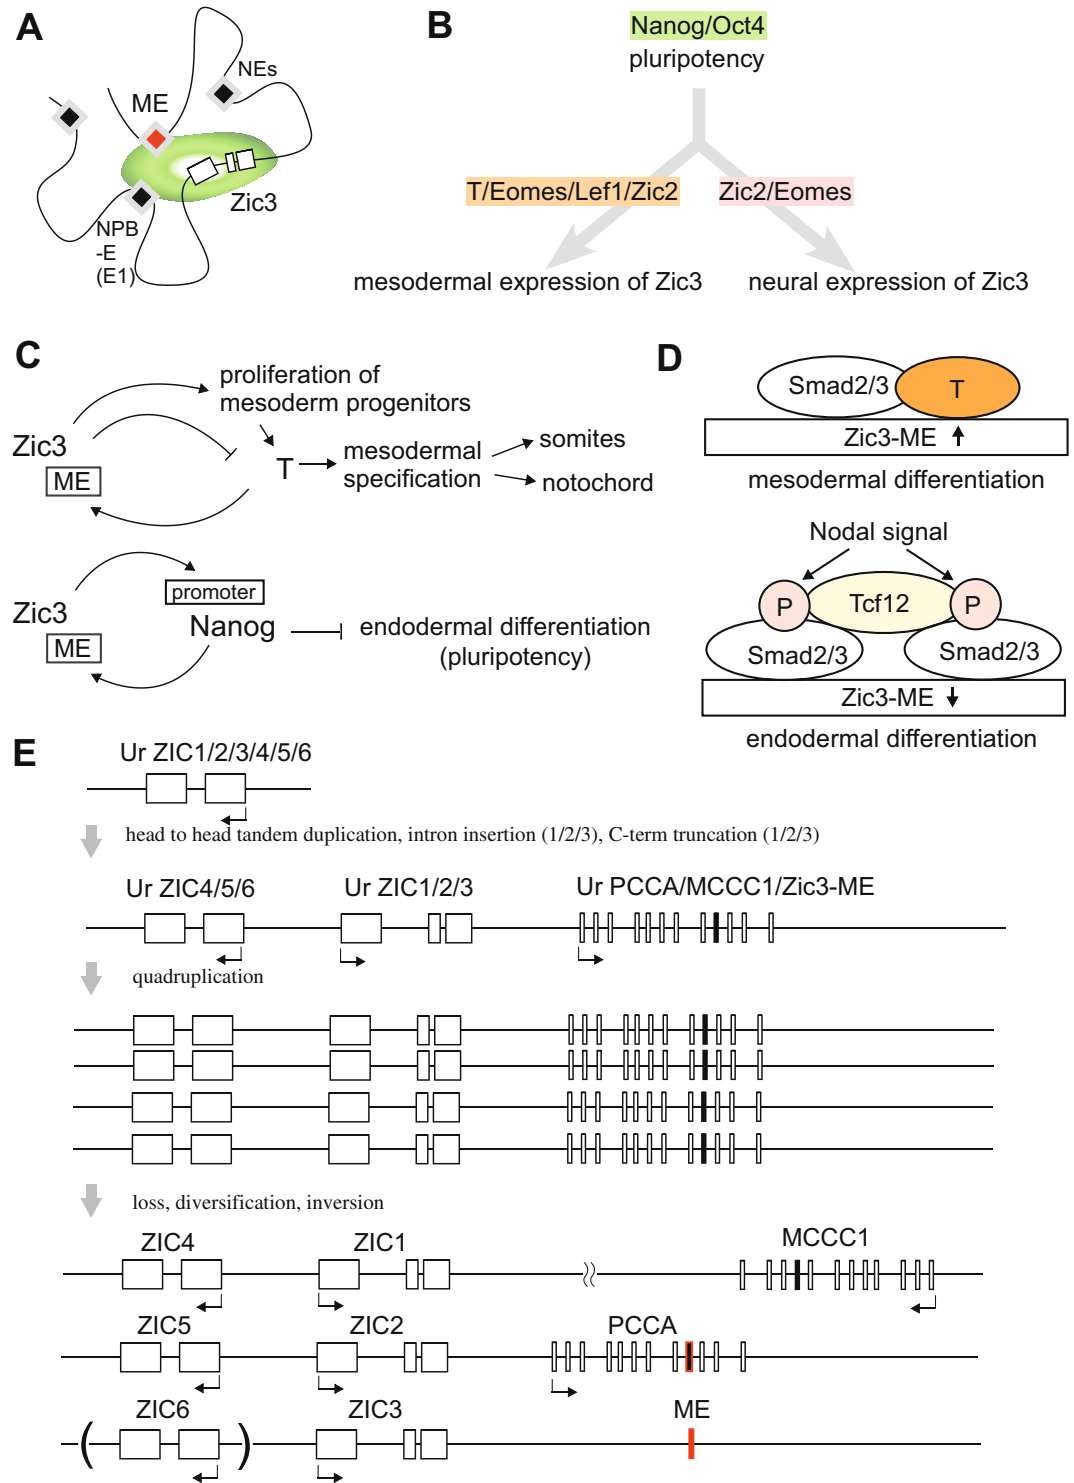 A
NEs
ME
Zic3
NPB
-E
(E1)
B
Nanog/Oct4
pluripotency
T/Eomes/Lef1/Zic2
Zic2/Eomes
mesodermal expression of Zic3
neural expression of Zic3
C
proliferation of
mesoderm progenitors
Zic3
ME
T
mesodermal
specification
somites
notochord
Zic3
ME
promoter
Nanog
endodermal differentiation
(pluripotency)
D
Smad2/3
T
Zic3-ME
mesodermal differentiation
Nodal signal
P
Tcf12
P
Smad2/3
Smad2/3
Zic3-ME
endodermal differentiation
E
Ur ZIC1/2/3/4/5/6
head to head tandem duplication, intron insertion (1/2/3), C-term truncation (1/2/3)
Ur ZIC4/5/6
Ur ZIC1/2/3
Ur PCCA/MCCC1/Zic3-ME
quadruplication
loss, diversification, inversion
ZIC4
ZIC1
MCCC1
ZIC5
ZIC2
PCCA
ZIC6
ZIC3
ME
( )